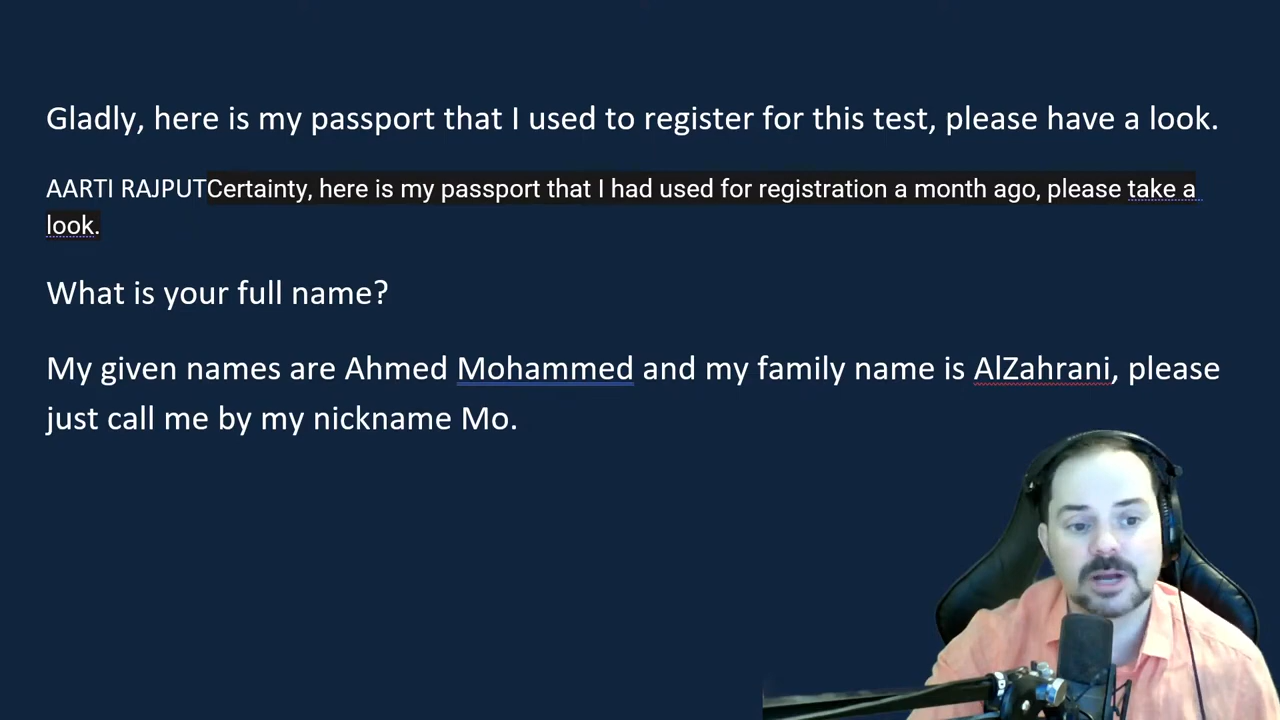 Gladly, here is my passport that I used to register for this test, please have a look.
AARTI RAJPUTCertainty, here is my passport that I had used for registration a month ago, please take a
look.
What is your full name?
My given names are Ahmed Mohammed and my family name is AlZahrani, please
just call me by my nickname Mo.